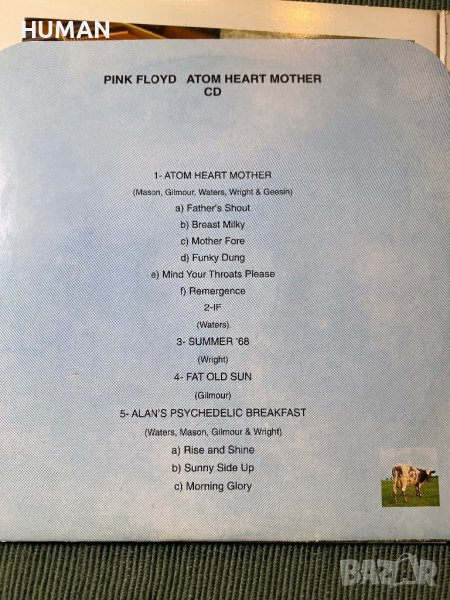 HUMAN
PINK FLOYD ATOM HEART MOTHER
CD
1- ATOM HEART MOTHER
(Mason, Gilmour, Waters, Wright & Geesin)
a) Father's Shout
b) Breast Milky
c) Mother Fore
d) Funky Dung
e) Mind Your Throats Please
f) Remergence
2-IF
(Waters)
3- SUMMER '68
(Wright)
4- FAT OLD SUN
(Gilmour)
5- ALAN'S PSYCHEDELIC BREAKFAST
(Waters, Mason, Gilmour & Wright)
a) Rise and Shine
b) Sunny Side Up
c) Morning Glory
BAZAR